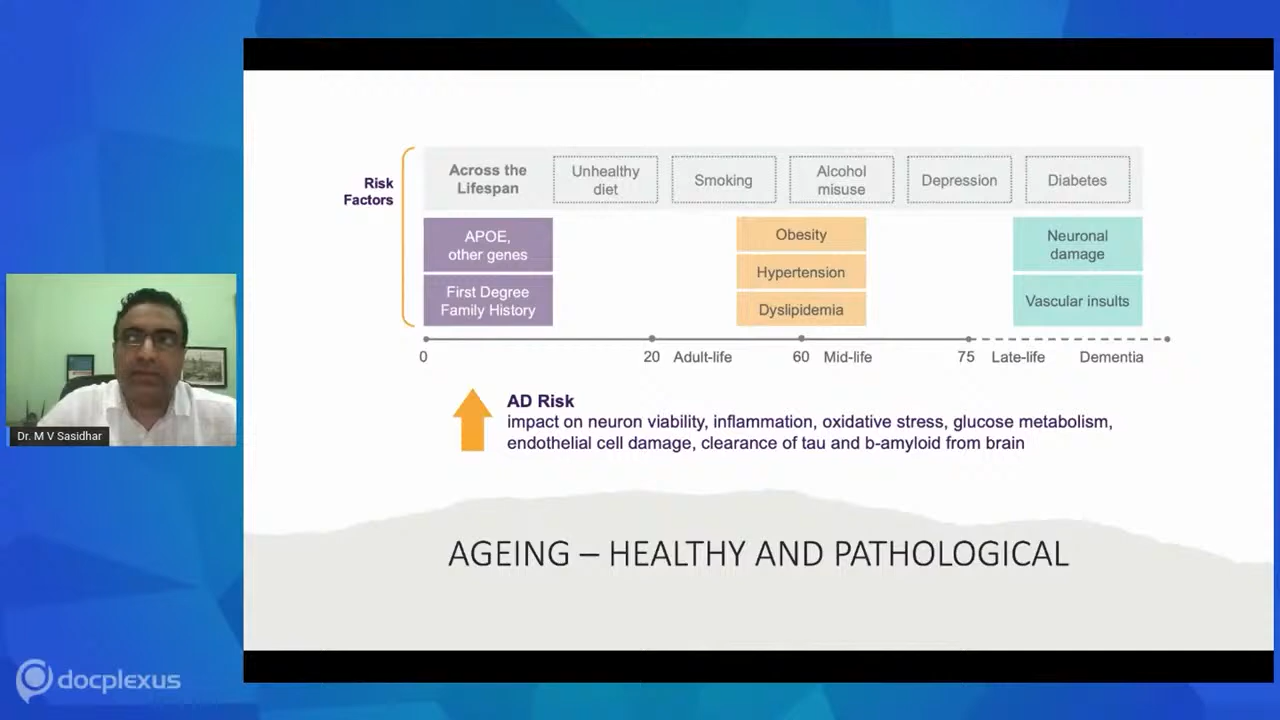 Risk
Factors
Across the
Lifespan
Unhealthy
diet
Smoking
Alcohol
misuse
Depression
Diabetes
APOE,
other genes
First Degree
Family History
Obesity
Hypertension
Dyslipidemia
Neuronal
damage
Vascular insults
0 20 Adult-life 60 Mid-life 75 Late-life Dementia
AD Risk
impact on neuron viability, inflammation, oxidative stress, glucose metabolism,
endothelial cell damage, clearance of tau and b-amyloid from brain
AGEING – HEALTHY AND PATHOLOGICAL
Dr. M V Sasidhar
docplexus